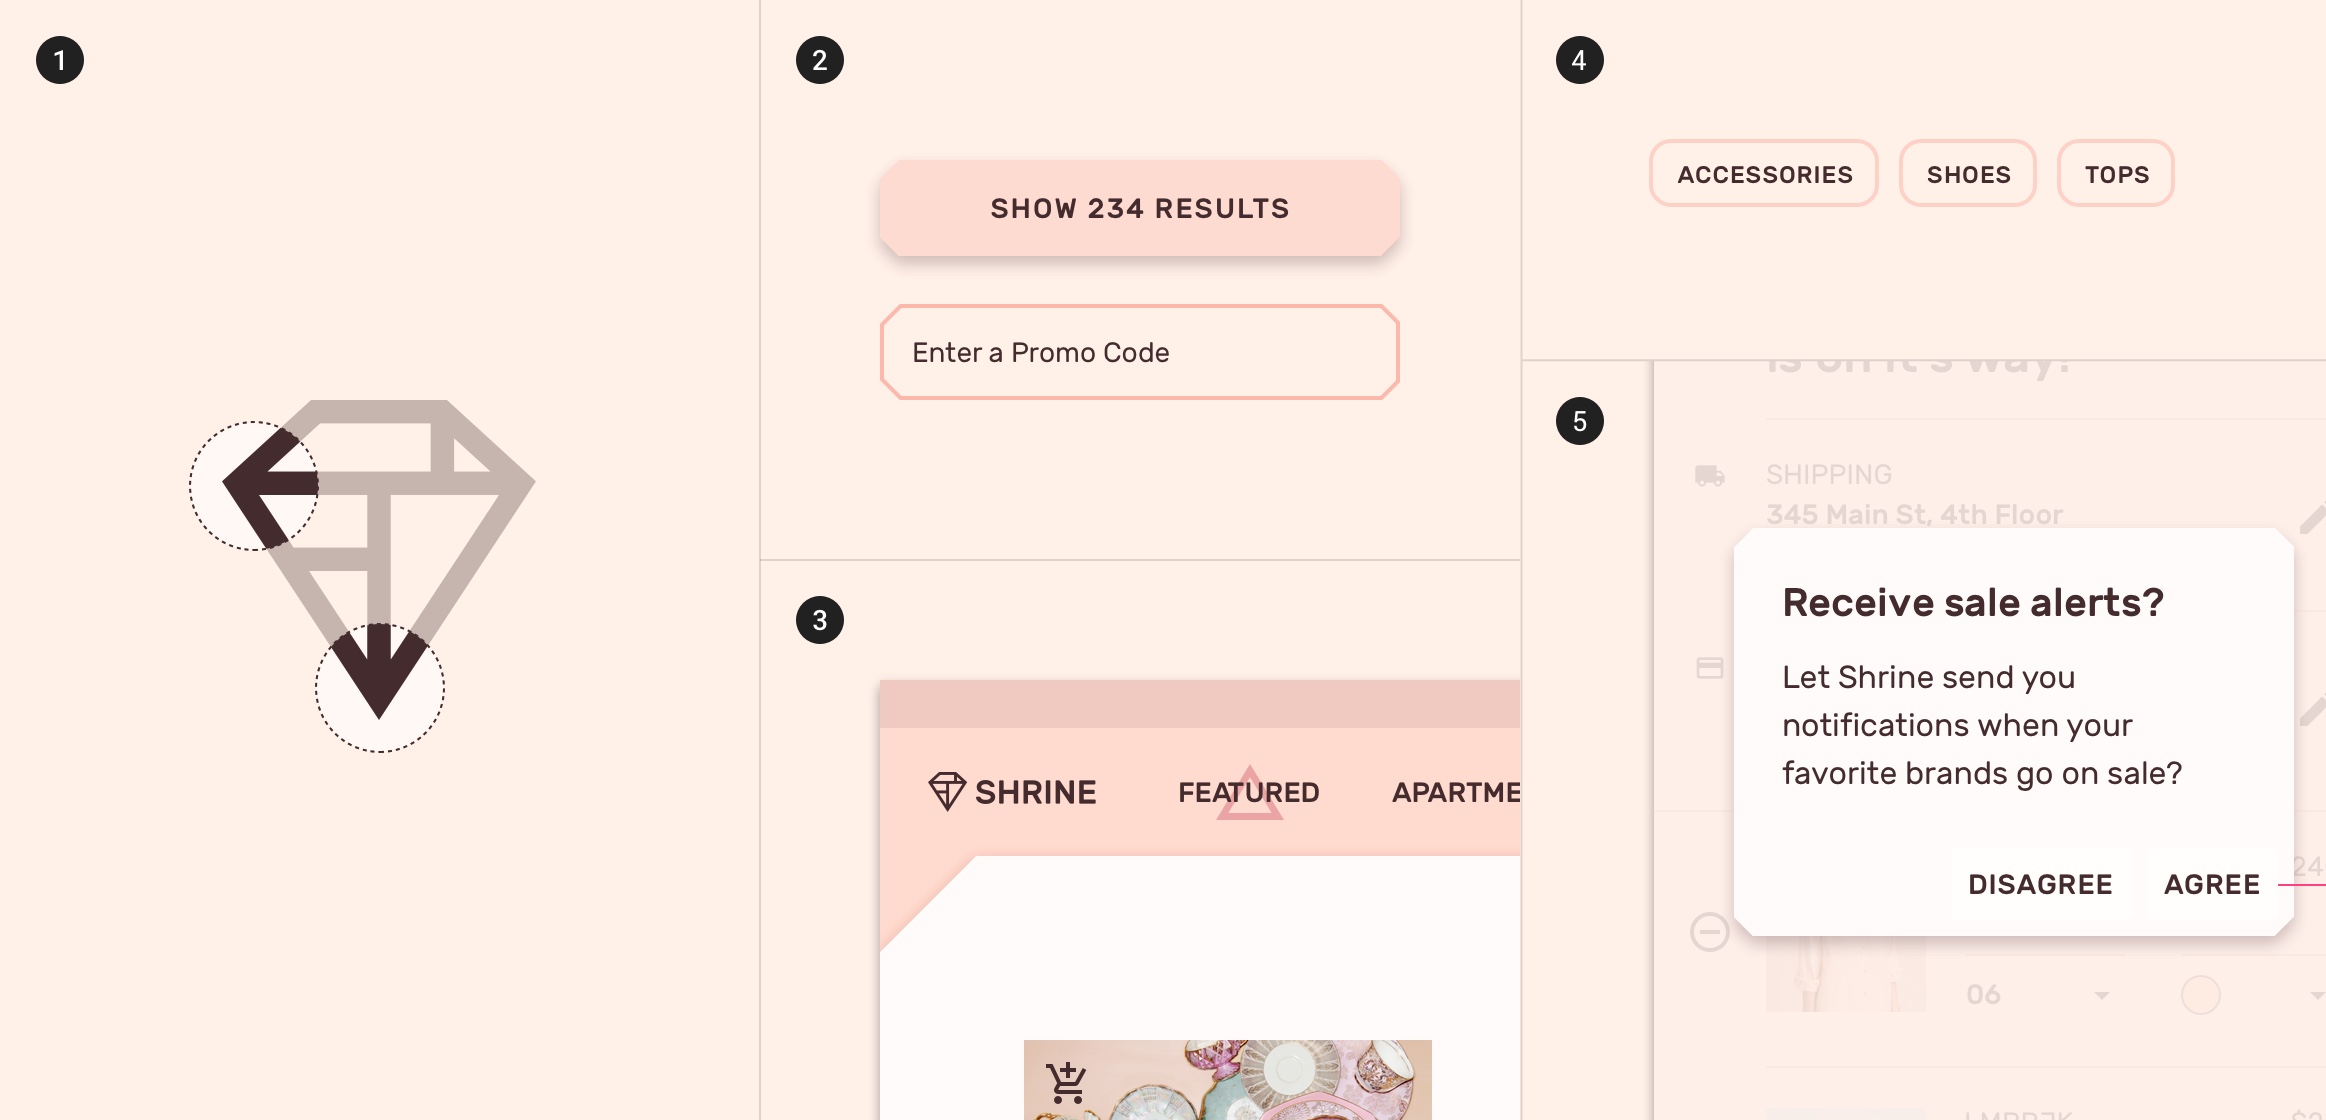 1
2
SHOW 234 RESULTS
Enter a Promo Code
3
SHRINE FEATURED APARTME
4
ACCESSORIES SHOES TOPS
is on it's way!
5
SHIPPING
345 Main St, 4th Floor
Receive sale alerts?
Let Shrine send you
notifications when your
favorite brands go on sale?
24
DISAGREE AGREE
06